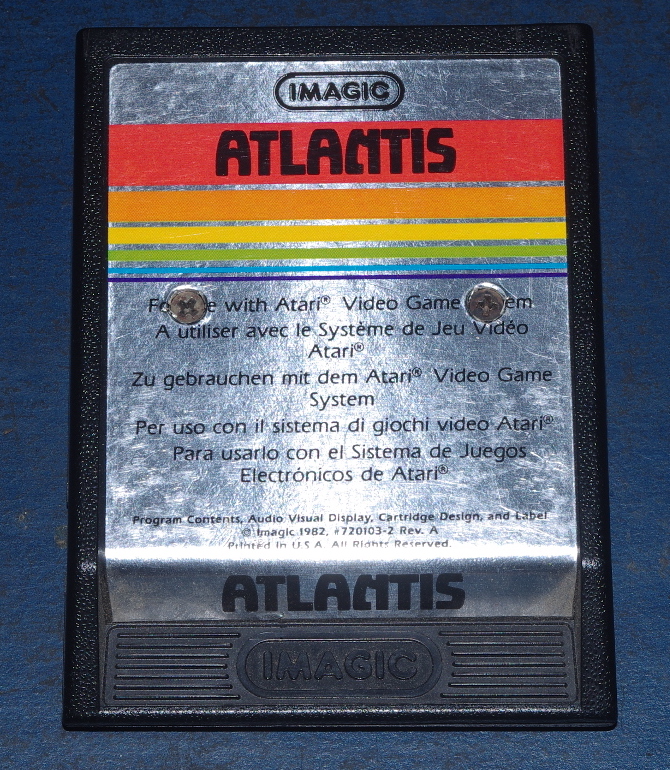 IMAGIC
ATLANTIS
with Atari® Video Game
A utiliser avec le Système de Jeu Vidéo
Atari®
Zu gebrauchen mit dem Atari® Video Game
System
Per uso con il sistema di giochi video Atari®
Para usarlo con el Sistema de Juegos
Electrónicos de Atari®
Program Contents, Audio Visual Display, Cartridge Design, and Label
© Imagic 1982, #720103-2 Rev. A
Printed In U.S.A. All Rights Reserved.
ATLANTIS
IMAGIC